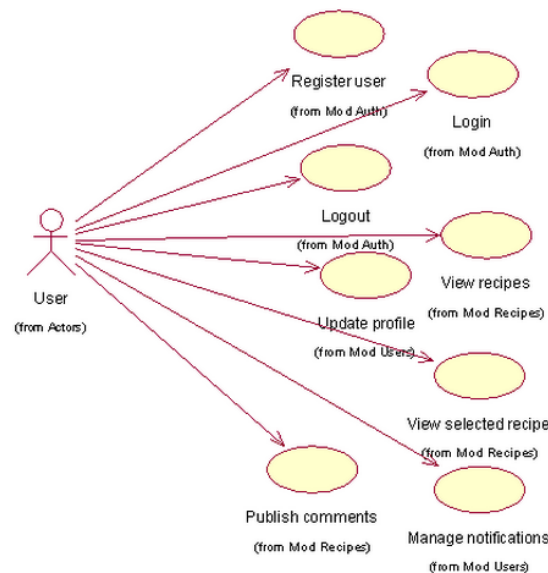 Register user
(from Mod Auth)
Login
(from Mod Auth)
Logout
(from Mod Auth)
User
(from Actors)
View recipes
(from Mod Recipes)
Update profile
(from Mod Users)
View selected recipe
(from Mod Recipes)
Publish comments
(from Mod Recipes)
Manage notifications
(from Mod Users)